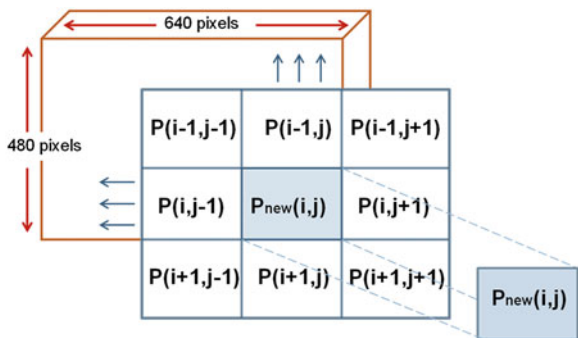 640 pixels
480 pixels
P(i-1,j-1) P(i-1,j) P(i-1,j+1)
P(i,j-1) Pnew(i,j) P(i,j+1)
P(i+1,j-1) P(i+1,j) P(i+1,j+1)
Pnew(i,j)